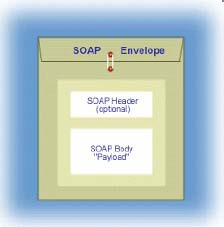 SOAP Envelope
SOAP Header
(optional)
SOAP Body
"Payload"